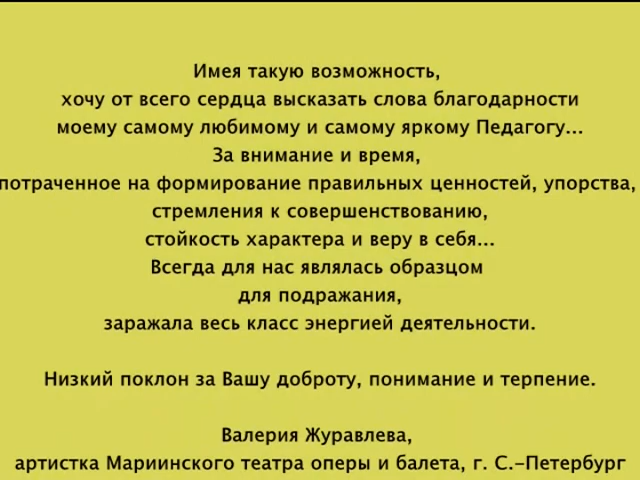 Имея такую возможность,
хочу от всего сердца высказать слова благодарности
моему самому любимому и самому яркому Педагогу...
За внимание и время,
потраченное на формирование правильных ценностей, упорства,
стремления к совершенствованию,
стойкость характера и веру в себя...
Всегда для нас являлась образцом
для подражания,
заражала весь класс энергией деятельности.
Низкий поклон за Вашу доброту, понимание и терпение.
Валерия Журавлева,
артистка Мариинского театра оперы и балета, г. С.-Петербург